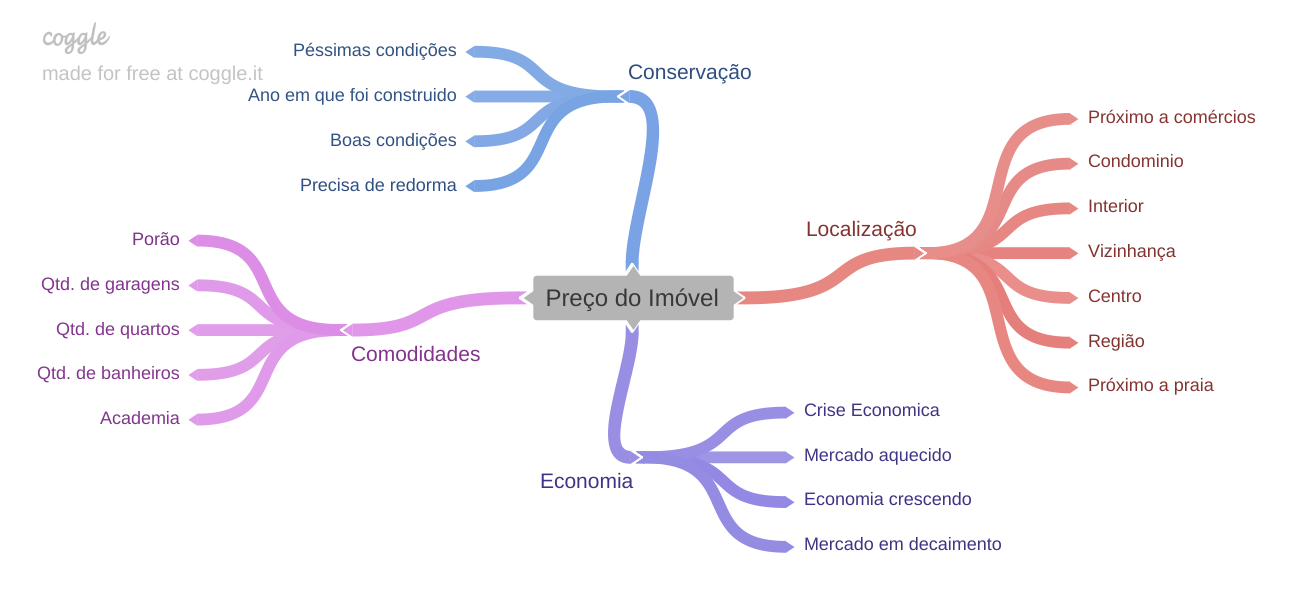 coggle
made for free at coggle.it
Preço do Imóvel
Conservação
Péssimas condições
Ano em que foi construido
Boas condições
Precisa de redorma
Localização
Próximo a comércios
Condominio
Interior
Vizinhança
Centro
Região
Próximo a praia
Comodidades
Porão
Qtd. de garagens
Qtd. de quartos
Qtd. de banheiros
Academia
Economia
Crise Economica
Mercado aquecido
Economia crescendo
Mercado em decaimento